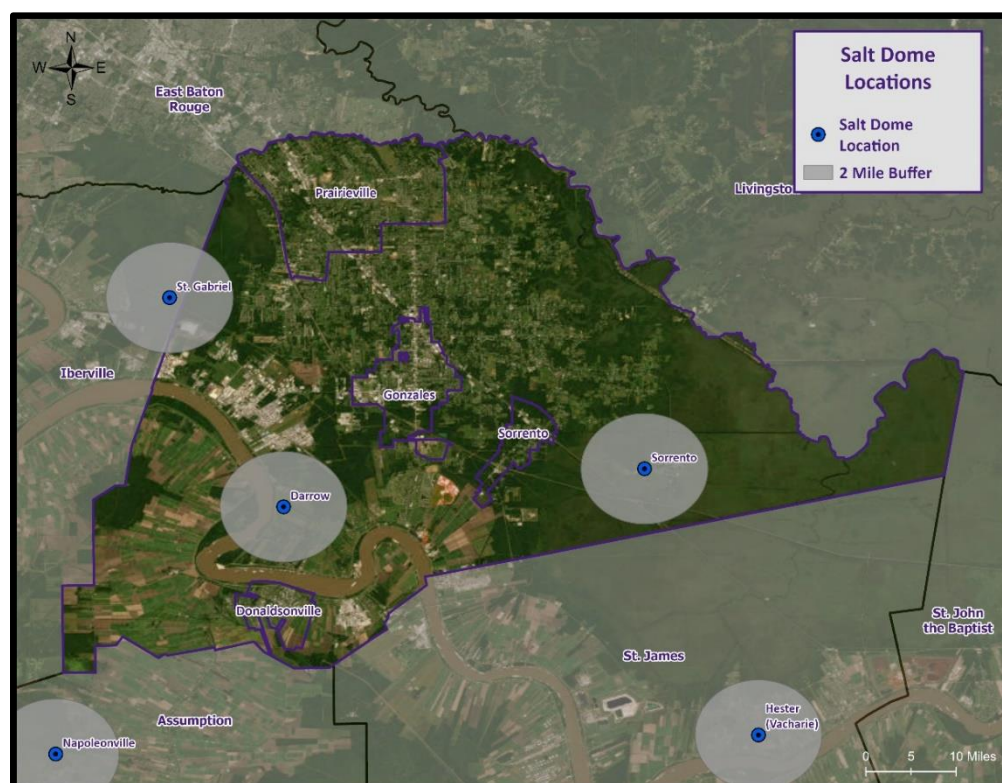 N
W E
S
East Baton
Rouge
Salt Dome
Locations
Salt Dome
Location
2 Mile Buffer
Prairieville
Livingston
St. Gabriel
Iberville
Gonzales
Sorrento
Sorrento
Darrow
Donaldsonville
St. John
the Baptist
St. James
Hester
(Vacharie)
Assumption
Napoleonville
0 5 10 Miles